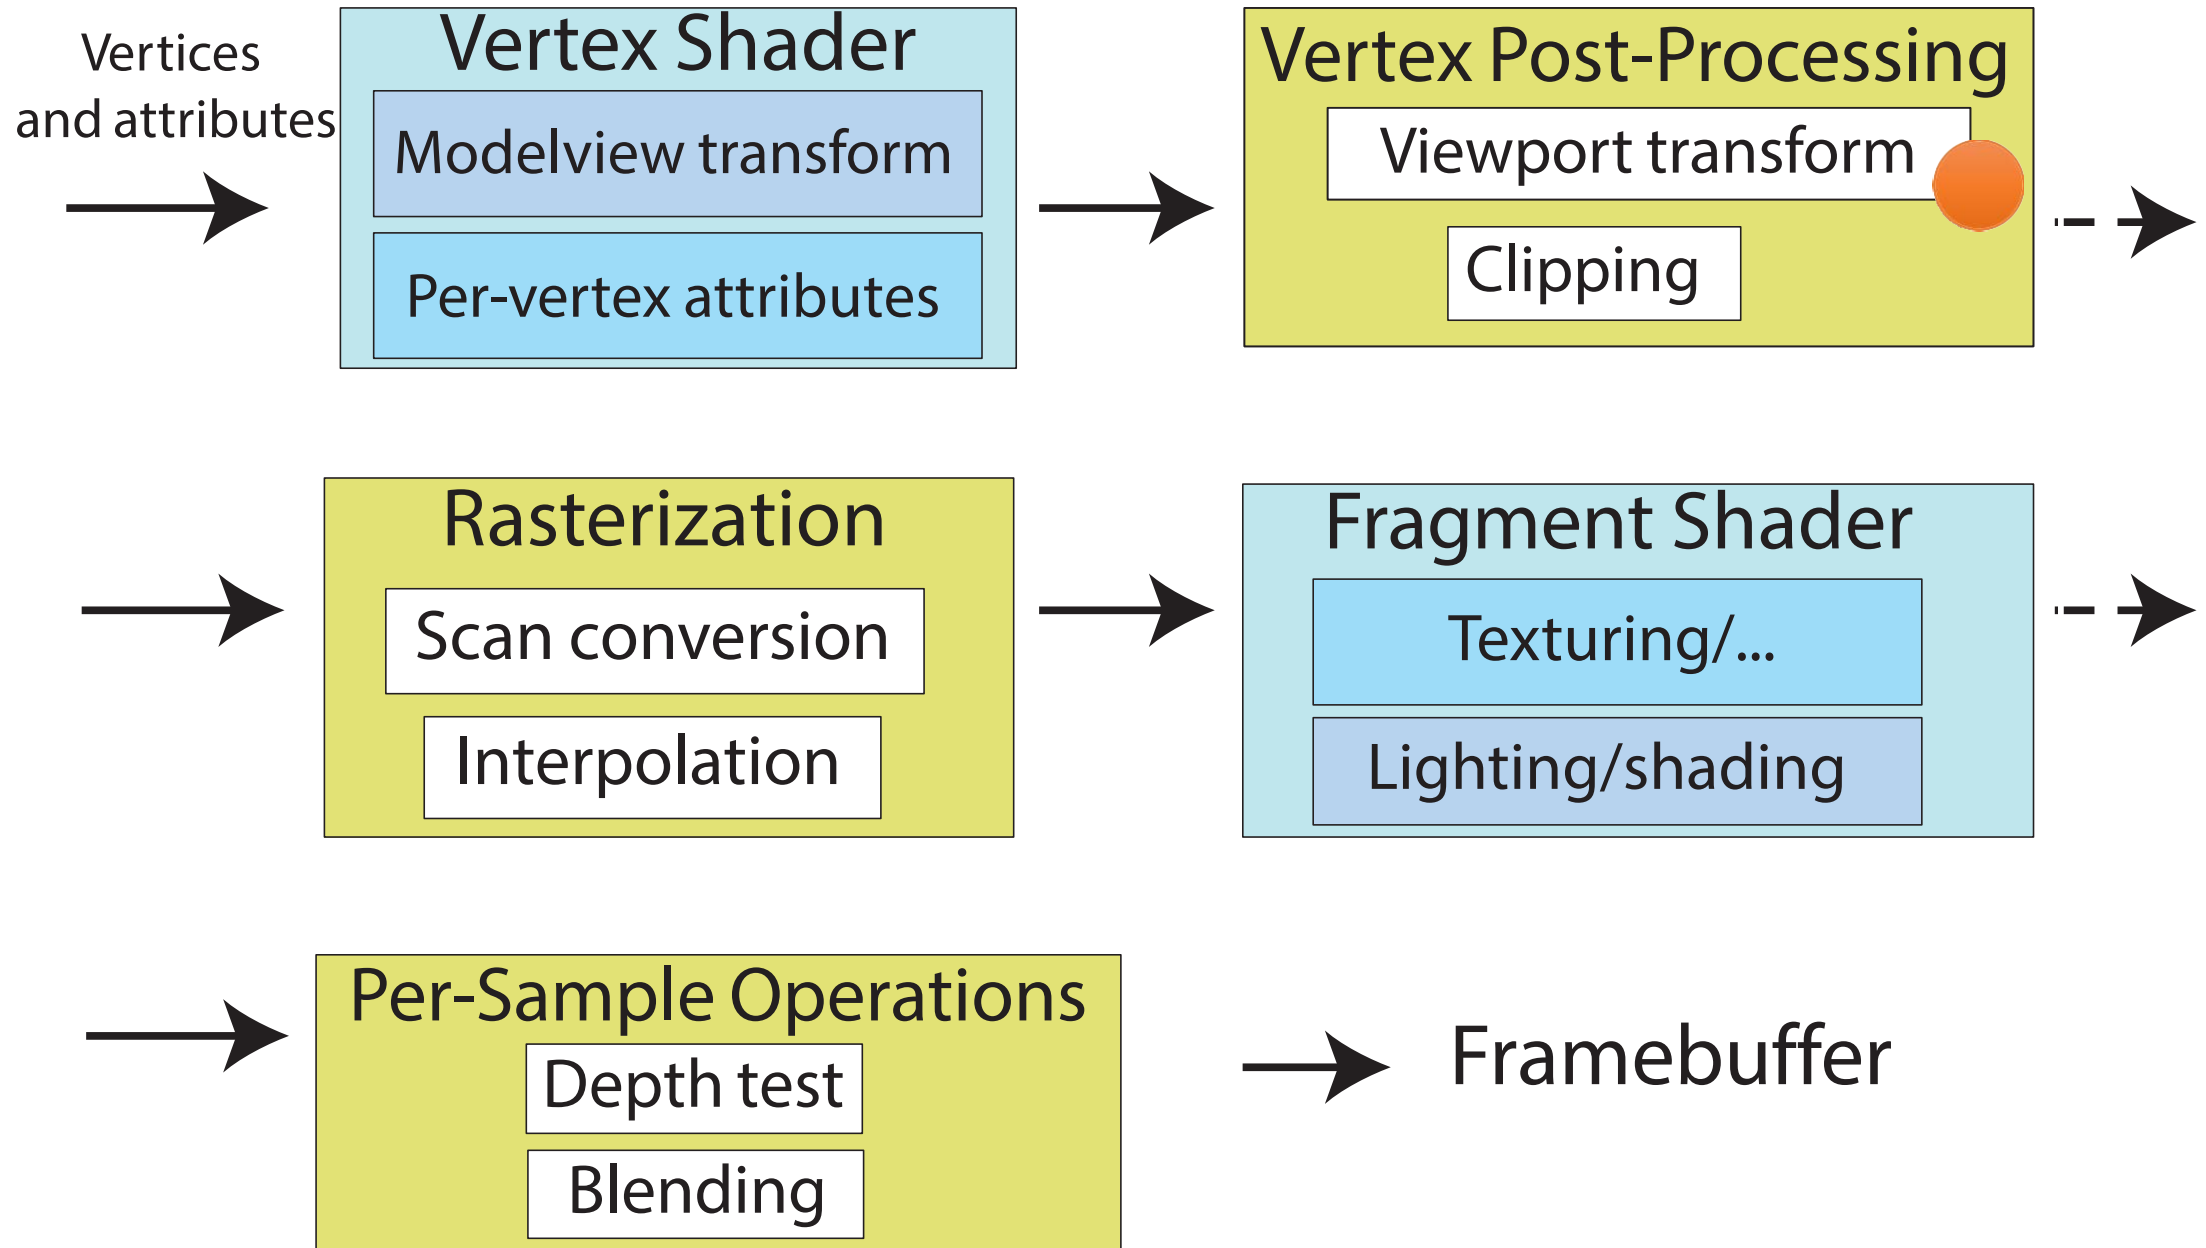 Vertices
and attributes
Vertex Shader
Modelview transform
Per-vertex attributes
Vertex Post-Processing
Viewport transform
Clipping
Rasterization
Scan conversion
Interpolation
Fragment Shader
Texturing/...
Lighting/shading
Per-Sample Operations
Depth test
Blending
Framebuffer